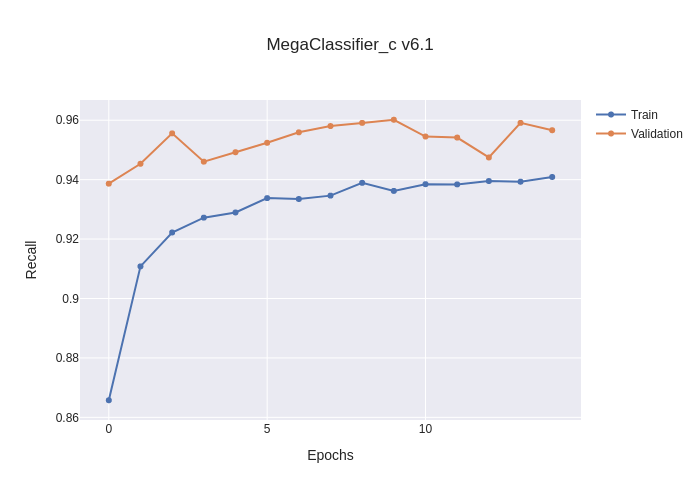 MegaClassifier_c v6.1
Train
Validation
Recall
0.96
0.94
0.92
0.9
0.88
0.86
0
5
10
Epochs